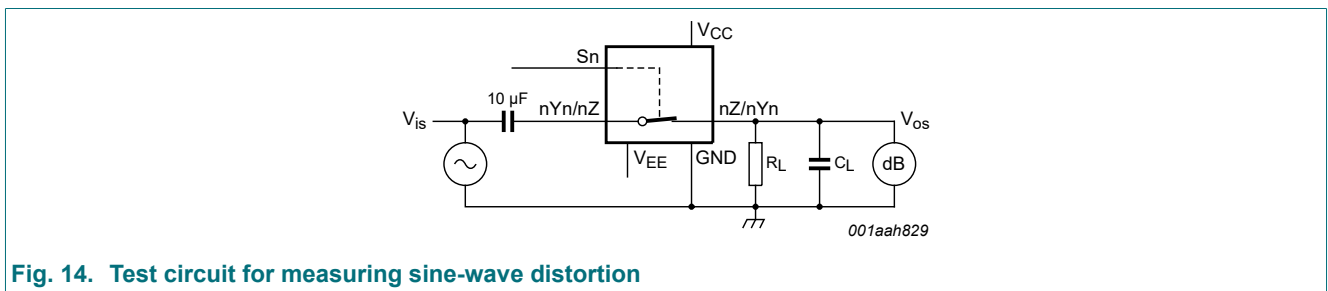 VCC
Sn
10 µF
nYn/nZ
nZ/nYn
Vis
Vos
VEE
GND
RL
CL
dB
001aah829
Fig. 14. Test circuit for measuring sine-wave distortion